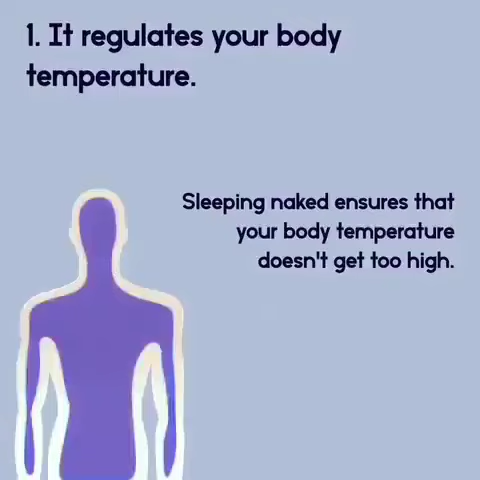 1. It regulates your body
temperature.
Sleeping naked ensures that
your body temperature
doesn't get too high.